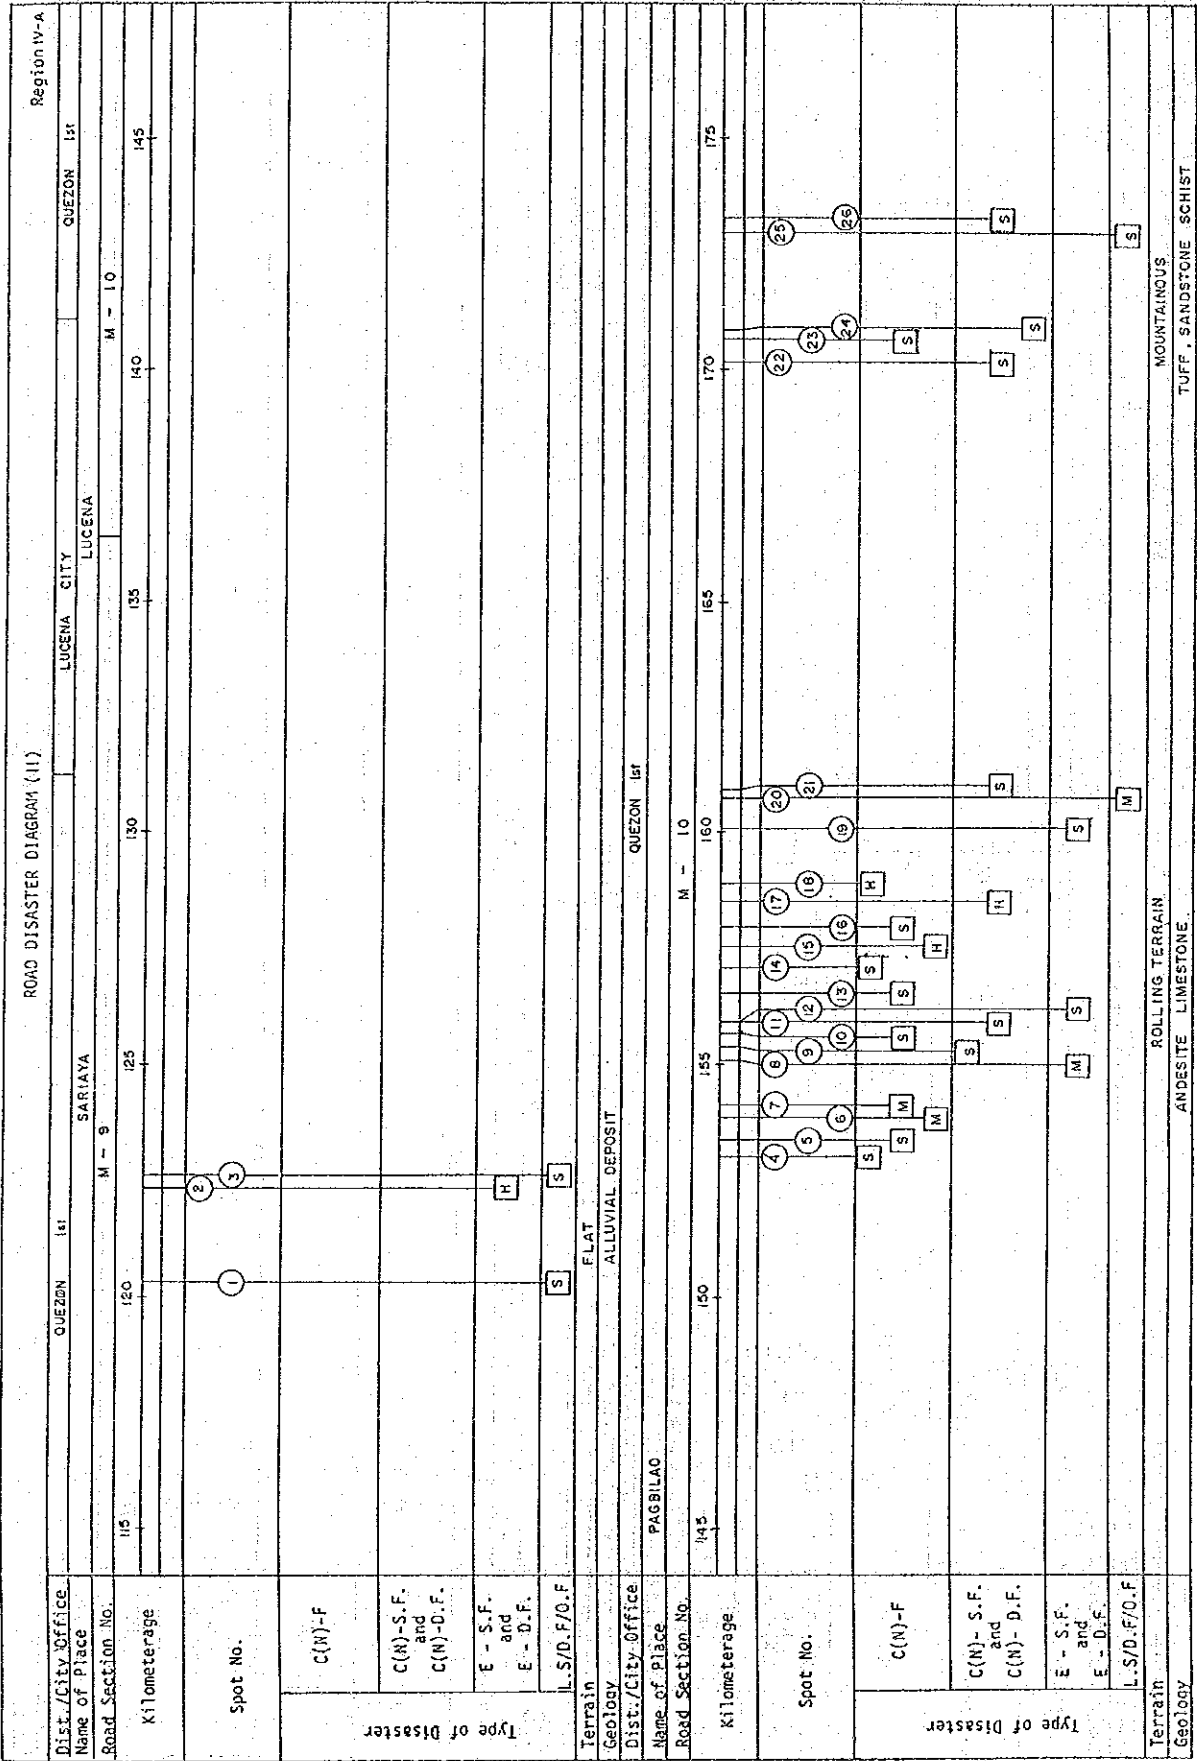 ROAD DISASTER DIAGRAM (II)
Region IV-A
Dist./City Office QUEZON 1st LUCENA CITY QUEZON 1st
Name of Place SARIAYA LUCENA
Road Section No. M - 9 M - 10
Kilometerage 115 120 125 130 135 140 145
Spot No. 1 2 3
Type of Disaster
C(N)-F
C(N)-S.F.
and
C(N)-D.F.
E - S.F.
and
E - D.F.
H
L.S/D.F/O.F S S
Terrain FLAT
Geology ALLUVIAL DEPOSIT
Dist./City Office QUEZON 1st
Name of Place PAGBILAO
Road Section No. M - 10
Kilometerage 145 150 155 160 165 170 175
Spot No.
4 7 8 11 14 17 20 22 25
5 9 12 15 18 21 23
6 10 13 16 19 24 26
Type of Disaster
C(N)-F
S S H
S M S S S S
M H
C(N)- S.F.
and
C(N)- D.F.
S
S H S S S
S
E - S.F.
and
E - D.F.
M S S
L.S/D.F/O.F M S
Terrain ROLLING TERRAIN MOUNTAINOUS
Geology ANDESITE LIMESTONE TUFF, SANDSTONE SCHIST